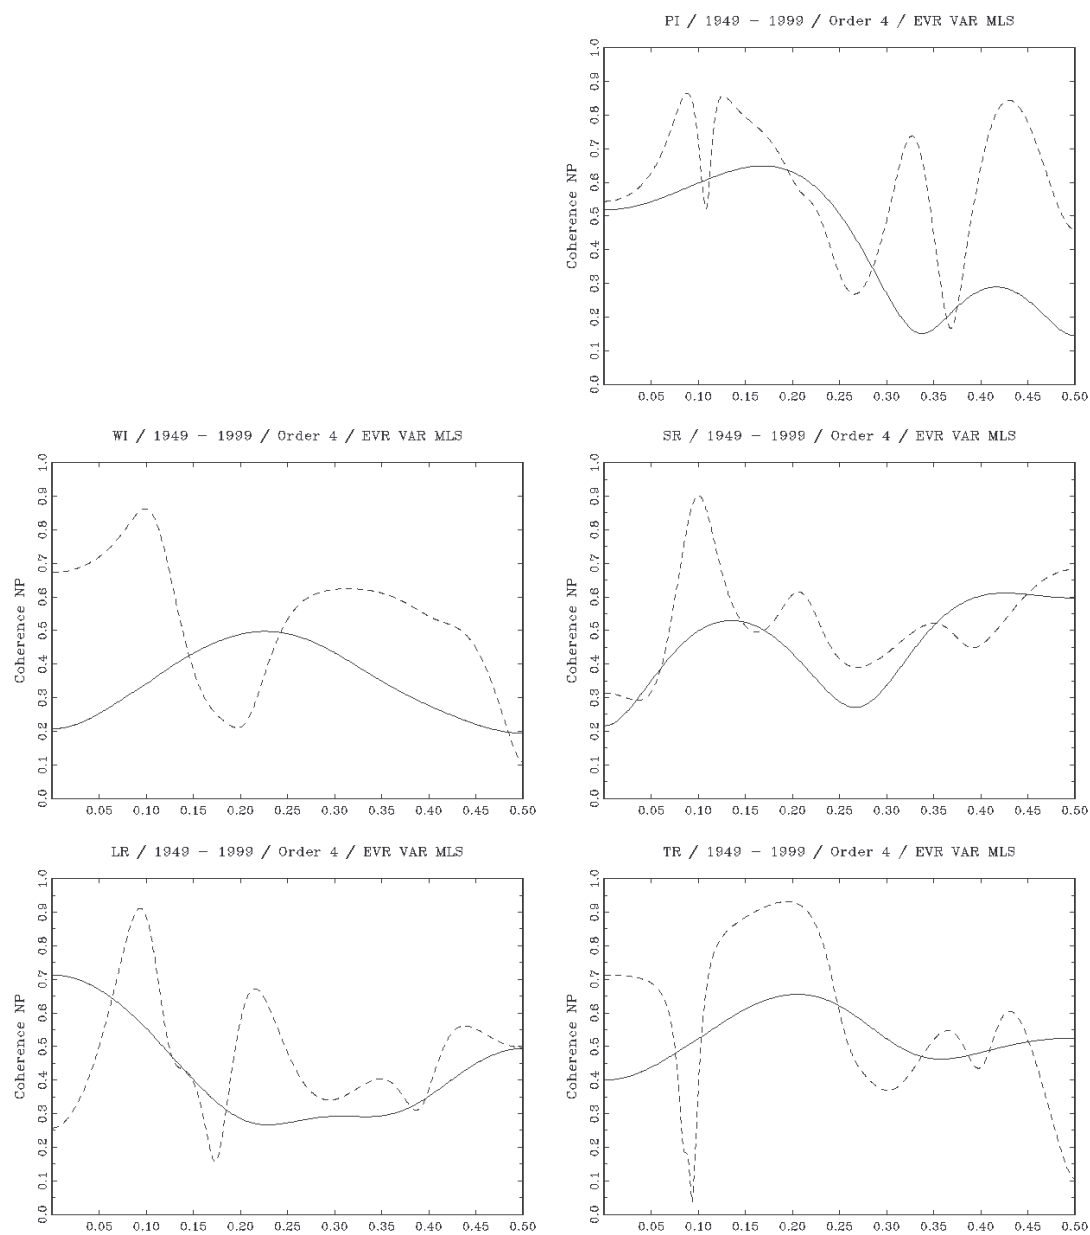 PI / 1949 - 1999 / Order 4 / EVR VAR MLS
Coherence NP
0.0 0.1 0.2 0.3 0.4 0.5 0.6 0.7 0.8 0.9 1.0
0.05 0.10 0.15 0.20 0.25 0.30 0.35 0.40 0.45 0.50
WI / 1949 - 1999 / Order 4 / EVR VAR MLS
Coherence NP
0.0 0.1 0.2 0.3 0.4 0.5 0.6 0.7 0.8 0.9 1.0
0.05 0.10 0.15 0.20 0.25 0.30 0.35 0.40 0.45 0.50
SR / 1949 - 1999 / Order 4 / EVR VAR MLS
Coherence NP
0.0 0.1 0.2 0.3 0.4 0.5 0.6 0.7 0.8 0.9 1.0
0.05 0.10 0.15 0.20 0.25 0.30 0.35 0.40 0.45 0.50
LR / 1949 - 1999 / Order 4 / EVR VAR MLS
Coherence NP
0.0 0.1 0.2 0.3 0.4 0.5 0.6 0.7 0.8 0.9 1.0
0.05 0.10 0.15 0.20 0.25 0.30 0.35 0.40 0.45 0.50
TR / 1949 - 1999 / Order 4 / EVR VAR MLS
Coherence NP
0.0 0.1 0.2 0.3 0.4 0.5 0.6 0.7 0.8 0.9 1.0
0.05 0.10 0.15 0.20 0.25 0.30 0.35 0.40 0.45 0.50